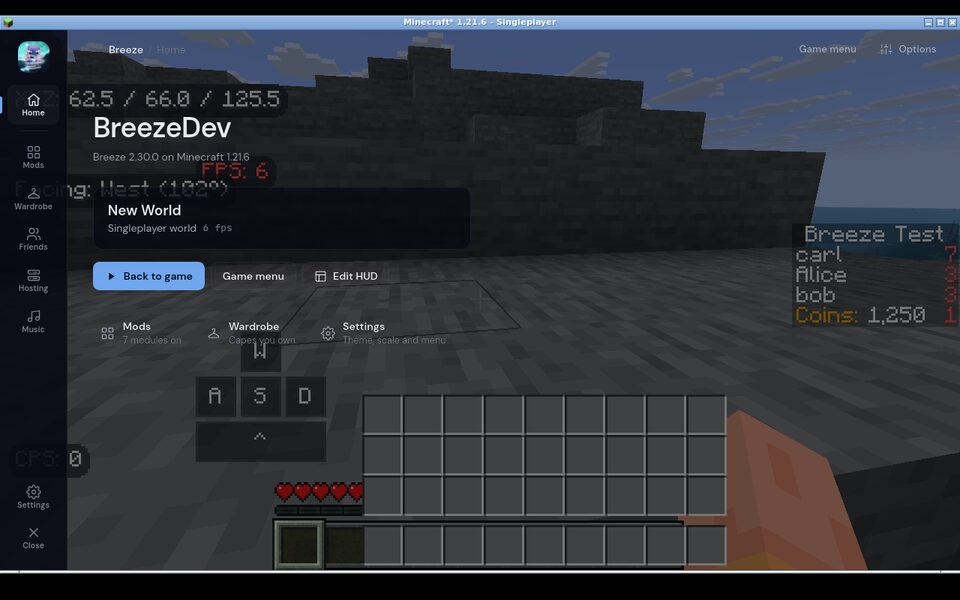 Minecraft* 1.21.6 - Singleplayer
Breeze / Home
Game menu
Options
Home
62.5 / 66.0 / 125.5
BreezeDev
Mods
Breeze 2.30.0 on Minecraft 1.21.6
FPS: 6
Facing: West (102°)
Wardrobe
New World
Singleplayer world 6 fps
Friends
Breeze Test
carl 7
Alice 3
bob 3
Coins: 1,250 1
Hosting
Back to game
Game menu
Edit HUD
Music
Mods
7 modules on
Wardrobe
Capes you own
Settings
Theme, scale and menu
W
A
S
D
^
CPS: 0
Settings
Close